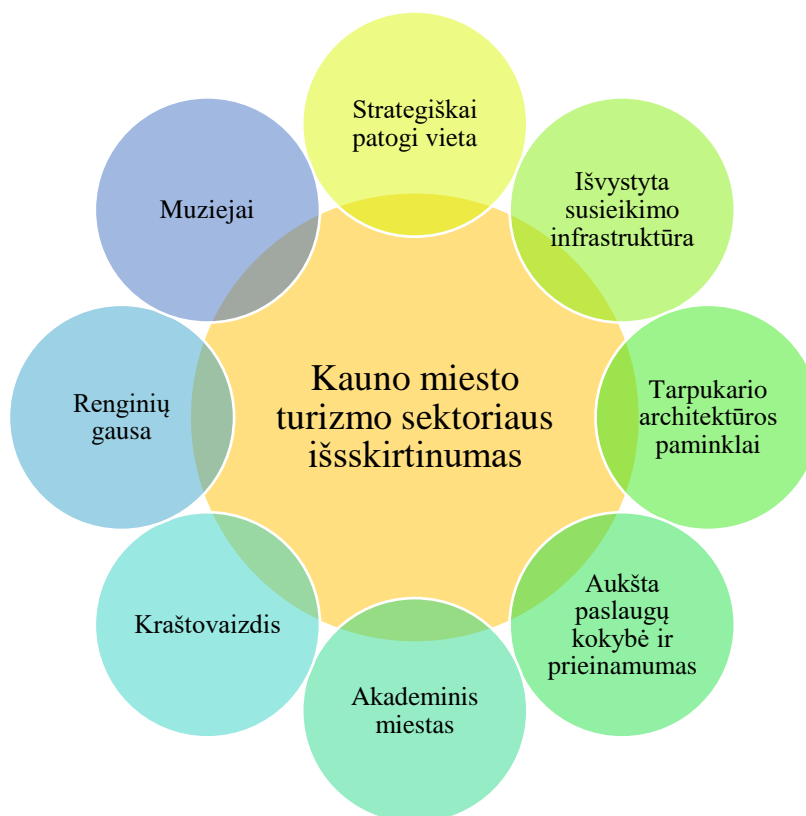 Strategiškai
patogi vieta
Išvystyta
susieikimo
infrastruktūra
Tarpukario
architektūros
paminklai
Aukšta
paslaugų
kokybė ir
prieinamumas
Akademinis
miestas
Kraštovaizdis
Renginių
gausa
Muziejai
Kauno miesto
turizmo sektoriaus
išsskirtinumas